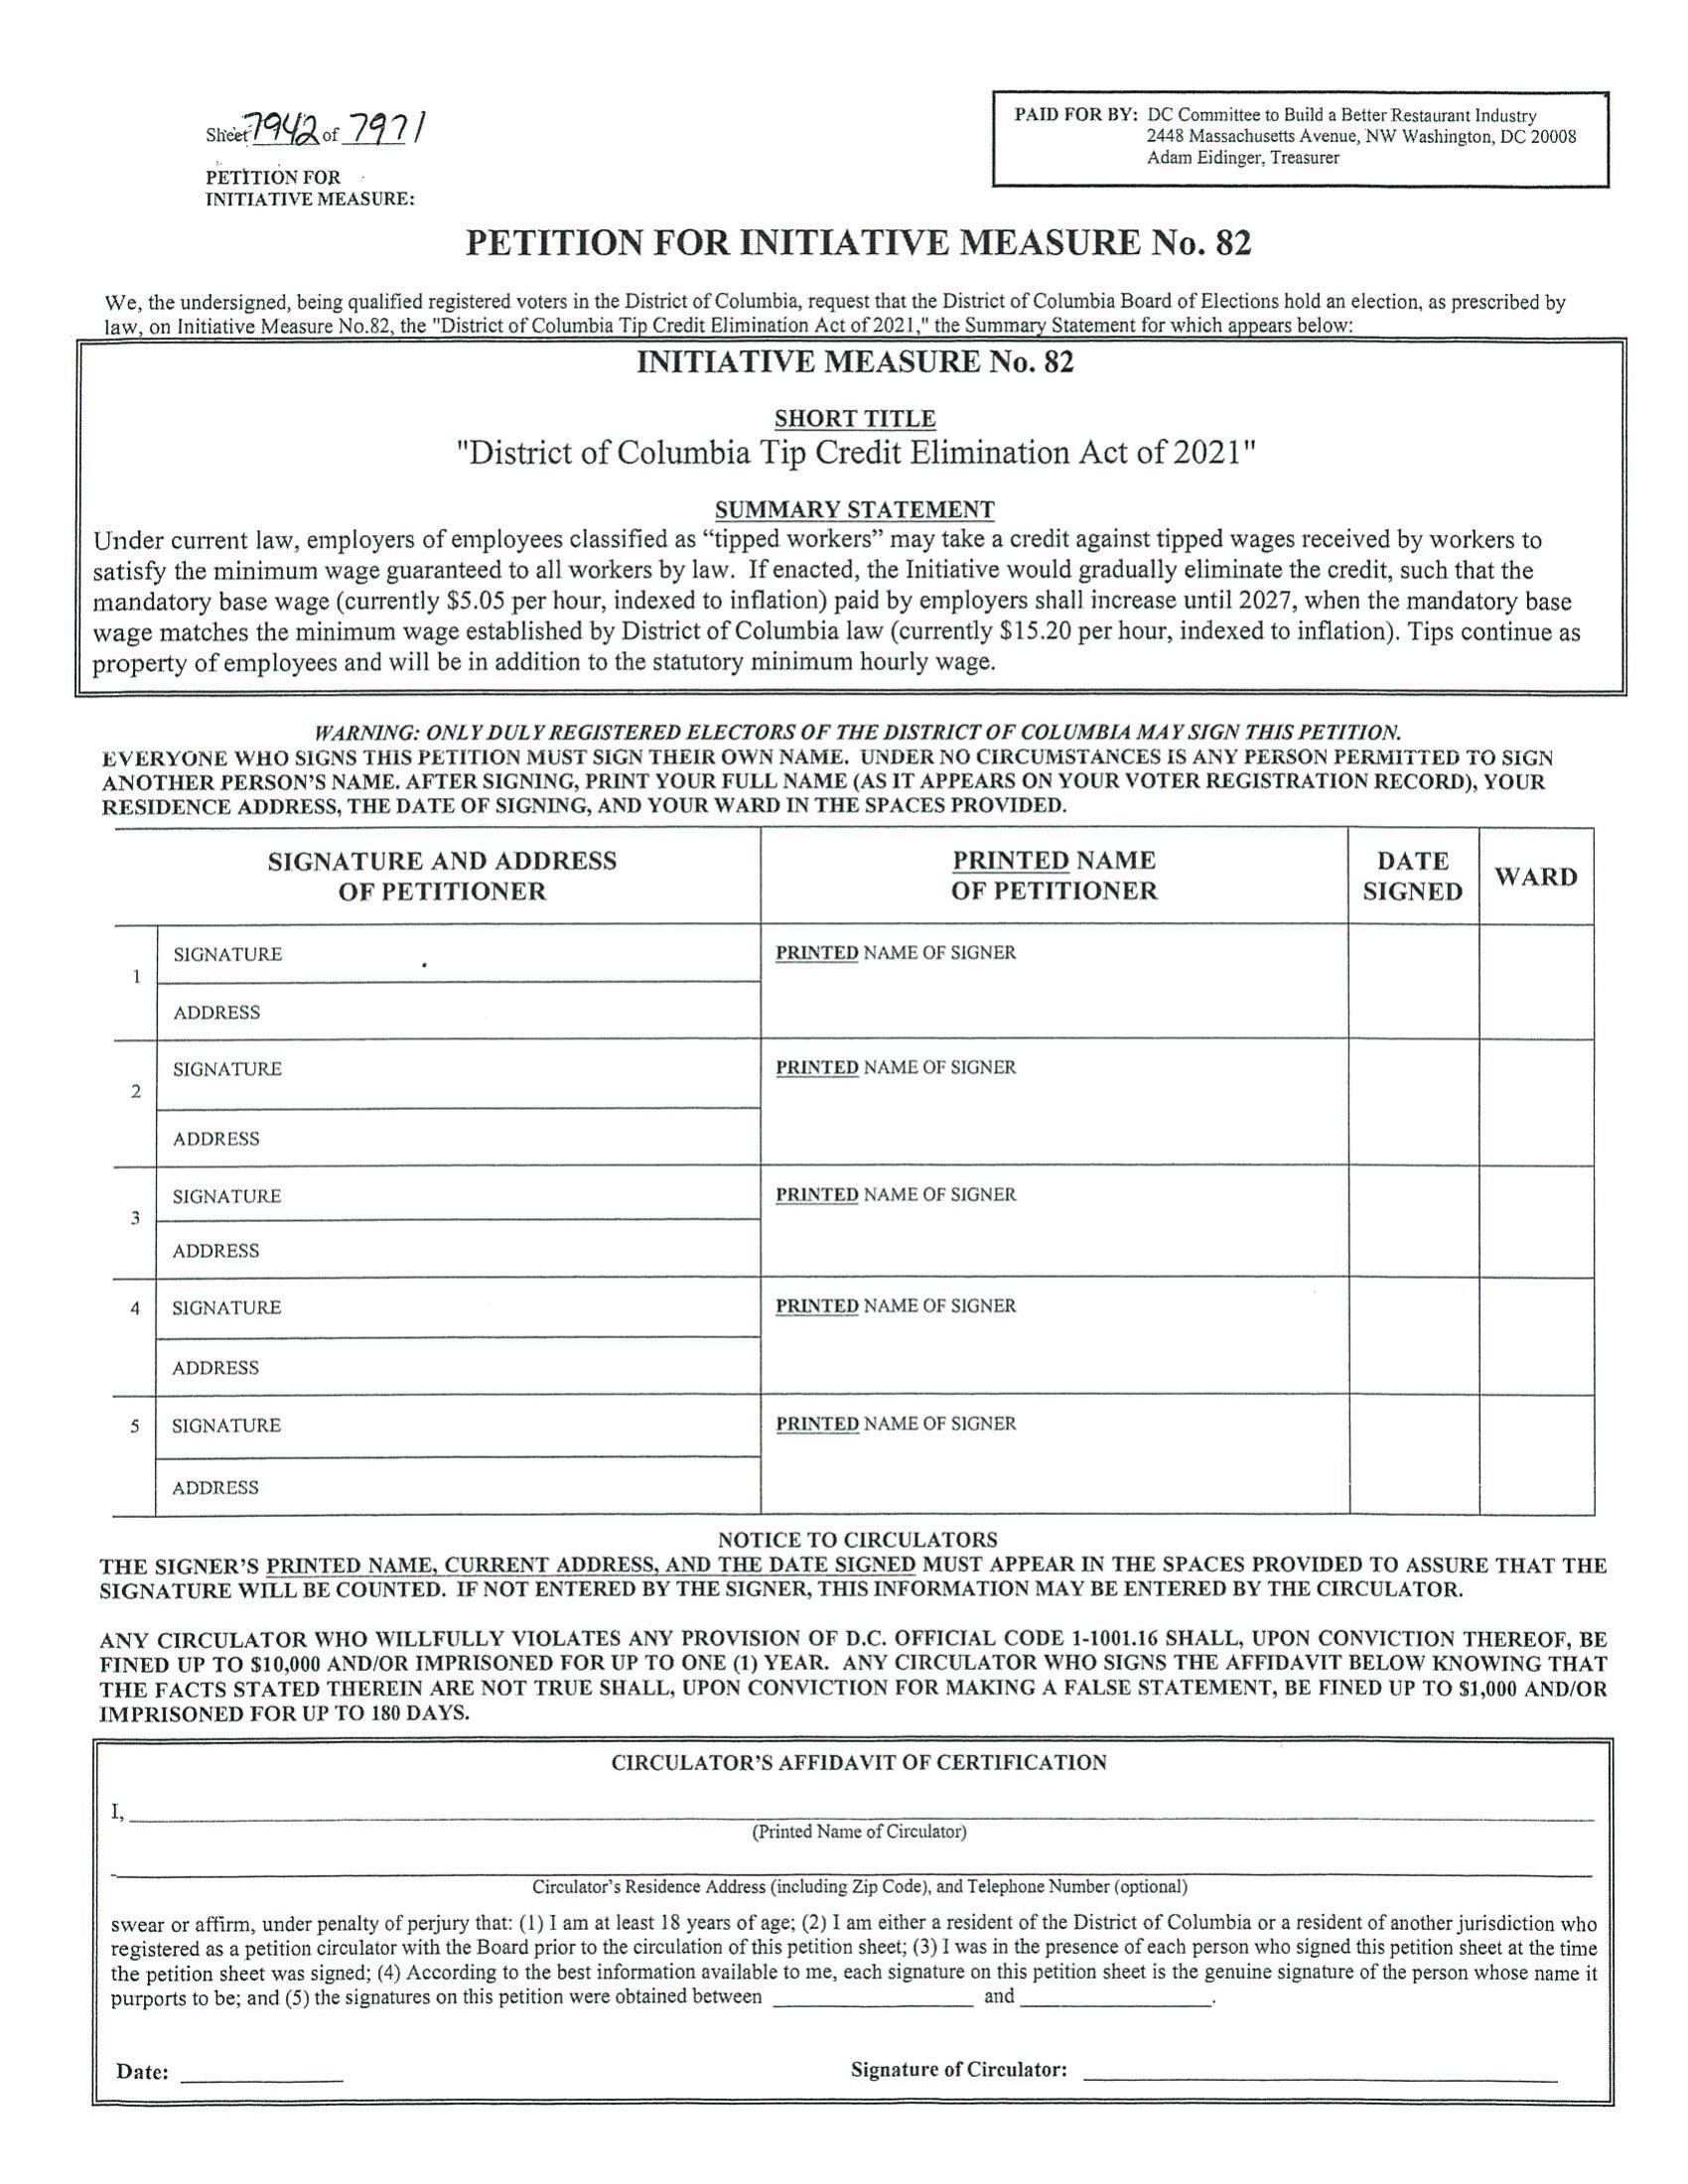 Sheet 7942 of 7971
PAID FOR BY: DC Committee to Build a Better Restaurant Industry
2448 Massachusetts Avenue, NW Washington, DC 20008
Adam Eidinger, Treasurer
PETITION FOR
INITIATIVE MEASURE:
PETITION FOR INITIATIVE MEASURE No. 82
We, the undersigned, being qualified registered voters in the District of Columbia, request that the District of Columbia Board of Elections hold an election, as prescribed by
law, on Initiative Measure No.82, the "District of Columbia Tip Credit Elimination Act of 2021," the Summary Statement for which appears below:
INITIATIVE MEASURE No. 82
SHORT TITLE
"District of Columbia Tip Credit Elimination Act of 2021"
SUMMARY STATEMENT
Under current law, employers of employees classified as “tipped workers” may take a credit against tipped wages received by workers to
satisfy the minimum wage guaranteed to all workers by law. If enacted, the Initiative would gradually eliminate the credit, such that the
mandatory base wage (currently $5.05 per hour, indexed to inflation) paid by employers shall increase until 2027, when the mandatory base
wage matches the minimum wage established by District of Columbia law (currently $15.20 per hour, indexed to inflation). Tips continue as
property of employees and will be in addition to the statutory minimum hourly wage.
WARNING: ONLY DULY REGISTERED ELECTORS OF THE DISTRICT OF COLUMBIA MAY SIGN THIS PETITION.
EVERYONE WHO SIGNS THIS PETITION MUST SIGN THEIR OWN NAME. UNDER NO CIRCUMSTANCES IS ANY PERSON PERMITTED TO SIGN
ANOTHER PERSON’S NAME. AFTER SIGNING, PRINT YOUR FULL NAME (AS IT APPEARS ON YOUR VOTER REGISTRATION RECORD), YOUR
RESIDENCE ADDRESS, THE DATE OF SIGNING, AND YOUR WARD IN THE SPACES PROVIDED.
SIGNATURE AND ADDRESS
OF PETITIONER
PRINTED NAME
OF PETITIONER
DATE
SIGNED
WARD
1
SIGNATURE
PRINTED NAME OF SIGNER
ADDRESS
2
SIGNATURE
PRINTED NAME OF SIGNER
ADDRESS
3
SIGNATURE
PRINTED NAME OF SIGNER
ADDRESS
4
SIGNATURE
PRINTED NAME OF SIGNER
ADDRESS
5
SIGNATURE
PRINTED NAME OF SIGNER
ADDRESS
NOTICE TO CIRCULATORS
THE SIGNER’S PRINTED NAME, CURRENT ADDRESS, AND THE DATE SIGNED MUST APPEAR IN THE SPACES PROVIDED TO ASSURE THAT THE
SIGNATURE WILL BE COUNTED. IF NOT ENTERED BY THE SIGNER, THIS INFORMATION MAY BE ENTERED BY THE CIRCULATOR.
ANY CIRCULATOR WHO WILLFULLY VIOLATES ANY PROVISION OF D.C. OFFICIAL CODE 1-1001.16 SHALL, UPON CONVICTION THEREOF, BE
FINED UP TO $10,000 AND/OR IMPRISONED FOR UP TO ONE (1) YEAR. ANY CIRCULATOR WHO SIGNS THE AFFIDAVIT BELOW KNOWING THAT
THE FACTS STATED THEREIN ARE NOT TRUE SHALL, UPON CONVICTION FOR MAKING A FALSE STATEMENT, BE FINED UP TO $1,000 AND/OR
IMPRISONED FOR UP TO 180 DAYS.
CIRCULATOR’S AFFIDAVIT OF CERTIFICATION
I,
(Printed Name of Circulator)
Circulator’s Residence Address (including Zip Code), and Telephone Number (optional)
swear or affirm, under penalty of perjury that: (1) I am at least 18 years of age; (2) I am either a resident of the District of Columbia or a resident of another jurisdiction who
registered as a petition circulator with the Board prior to the circulation of this petition sheet; (3) I was in the presence of each person who signed this petition sheet at the time
the petition sheet was signed; (4) According to the best information available to me, each signature on this petition sheet is the genuine signature of the person whose name it
purports to be; and (5) the signatures on this petition were obtained between ____ and ____.
Date: ____ Signature of Circulator: ____